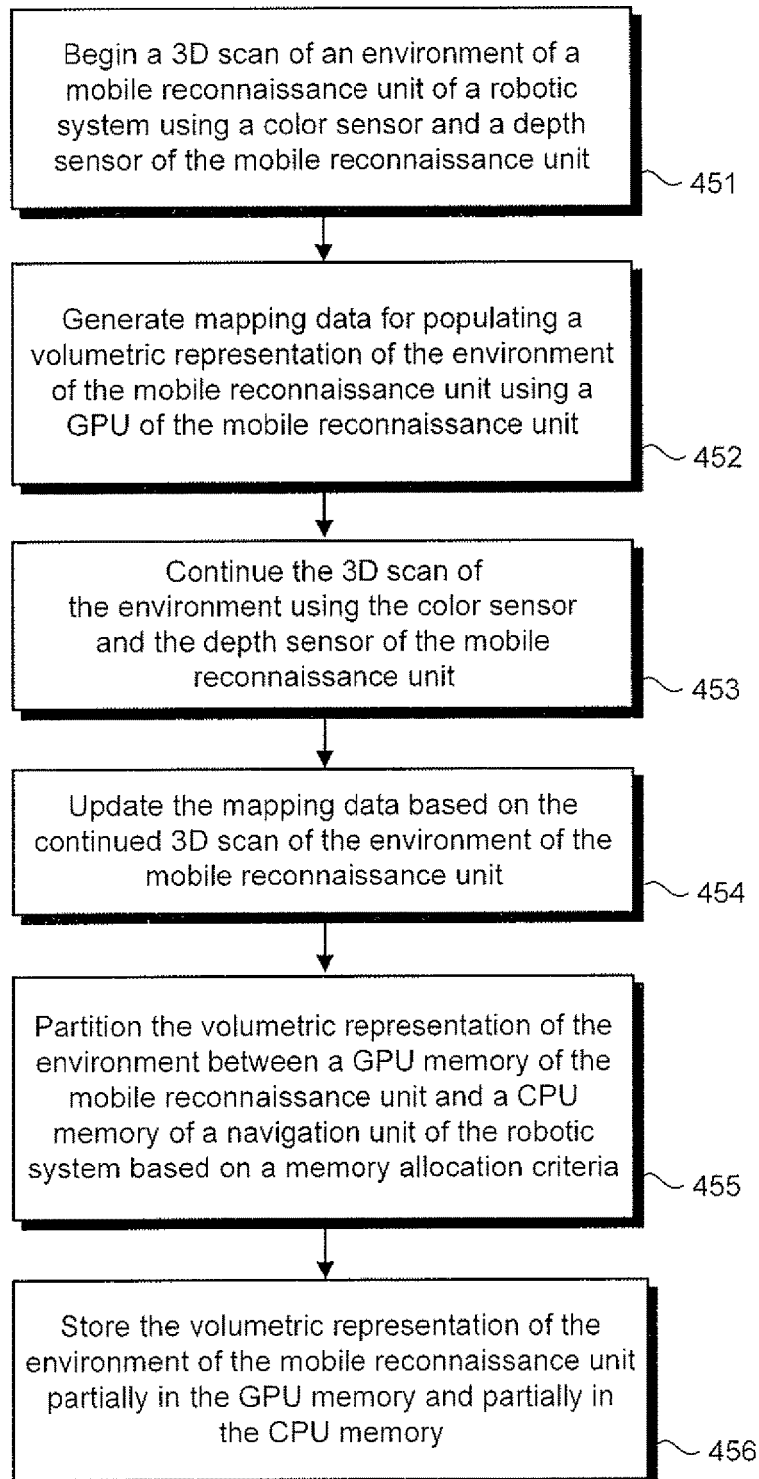 Begin a 3D scan of an environment of a
mobile reconnaissance unit of a robotic
system using a color sensor and a depth
sensor of the mobile reconnaissance unit
451
Generate mapping data for populating a
volumetric representation of the environment
of the mobile reconnaissance unit using a
GPU of the mobile reconnaissance unit
452
Continue the 3D scan of
the environment using the color sensor
and the depth sensor of the mobile
reconnaissance unit
453
Update the mapping data based on the
continued 3D scan of the environment of the
mobile reconnaissance unit
454
Partition the volumetric representation of the
environment between a GPU memory of the
mobile reconnaissance unit and a CPU
memory of a navigation unit of the robotic
system based on a memory allocation criteria
455
Store the volumetric representation of the
environment of the mobile reconnaissance unit
partially in the GPU memory and partially in
the CPU memory
456